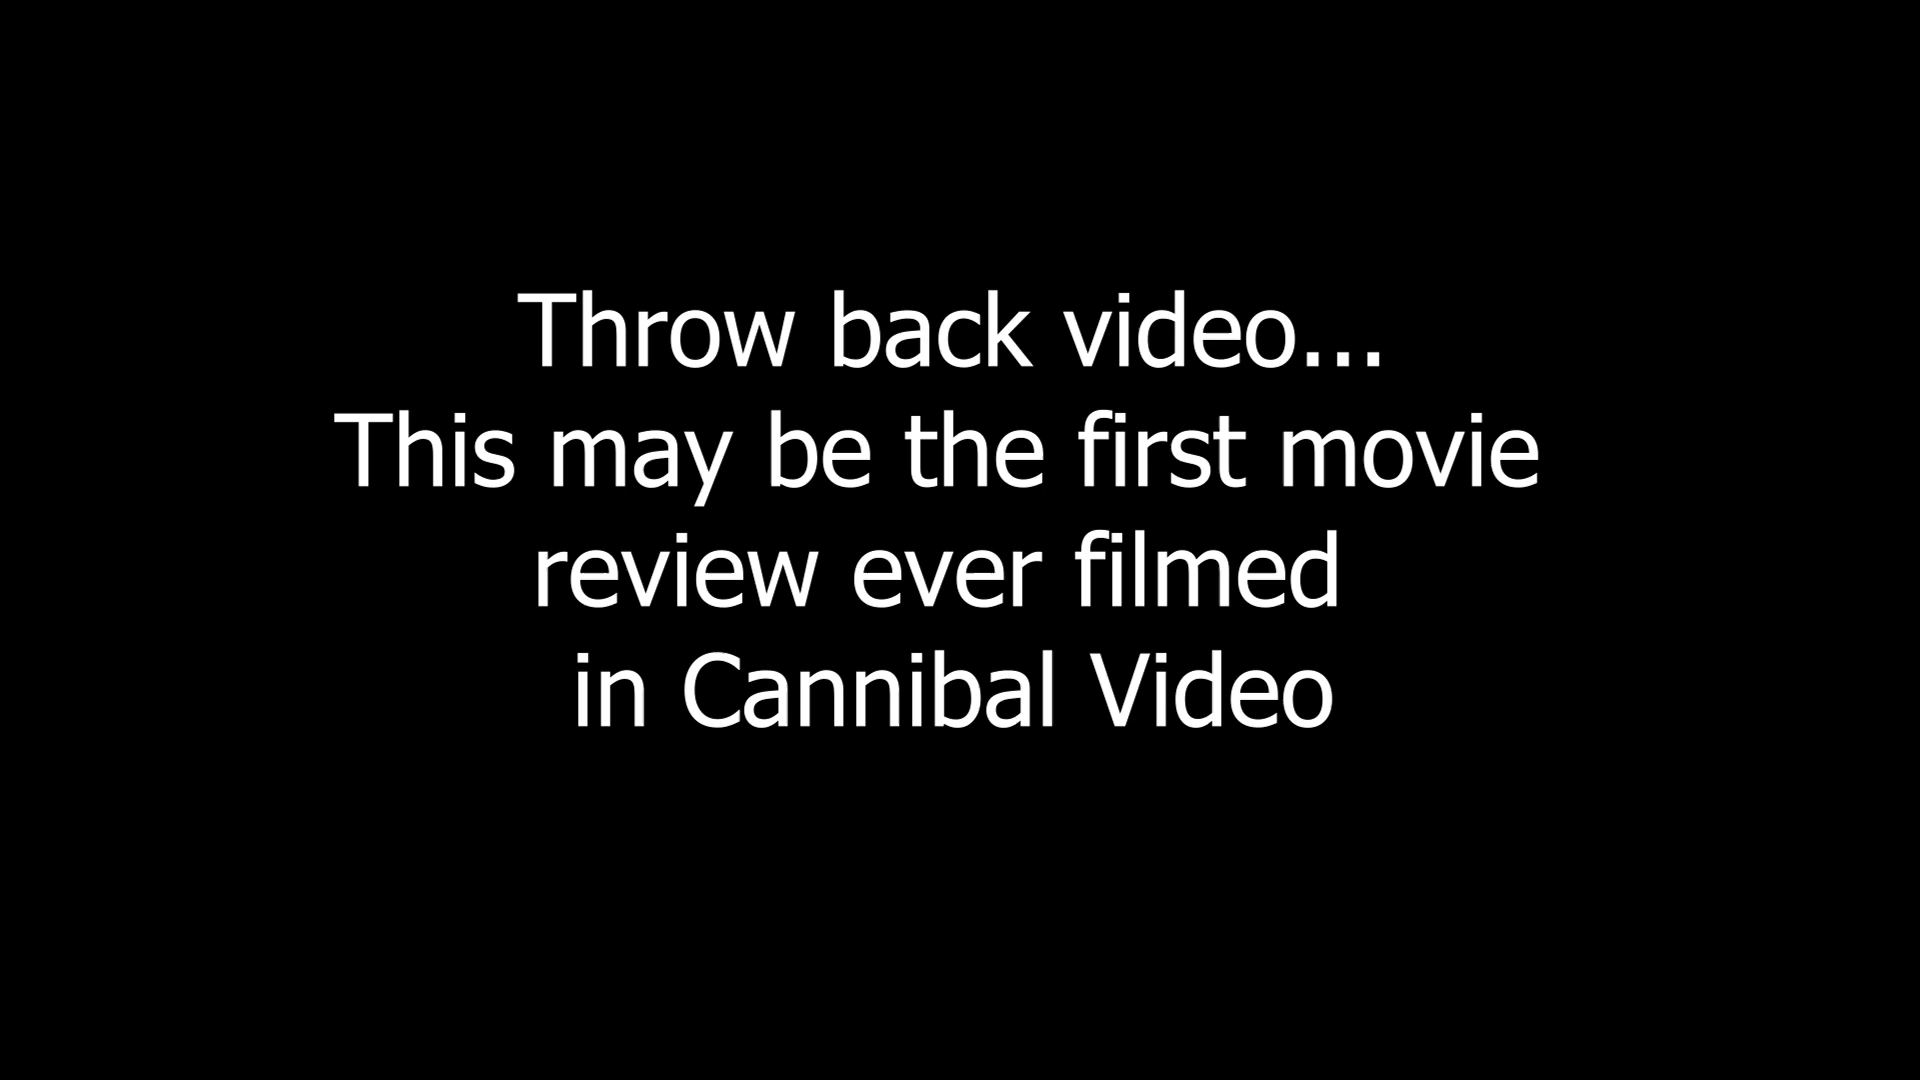 Throw back video...
This may be the first movie
review ever filmed
in Cannibal Video